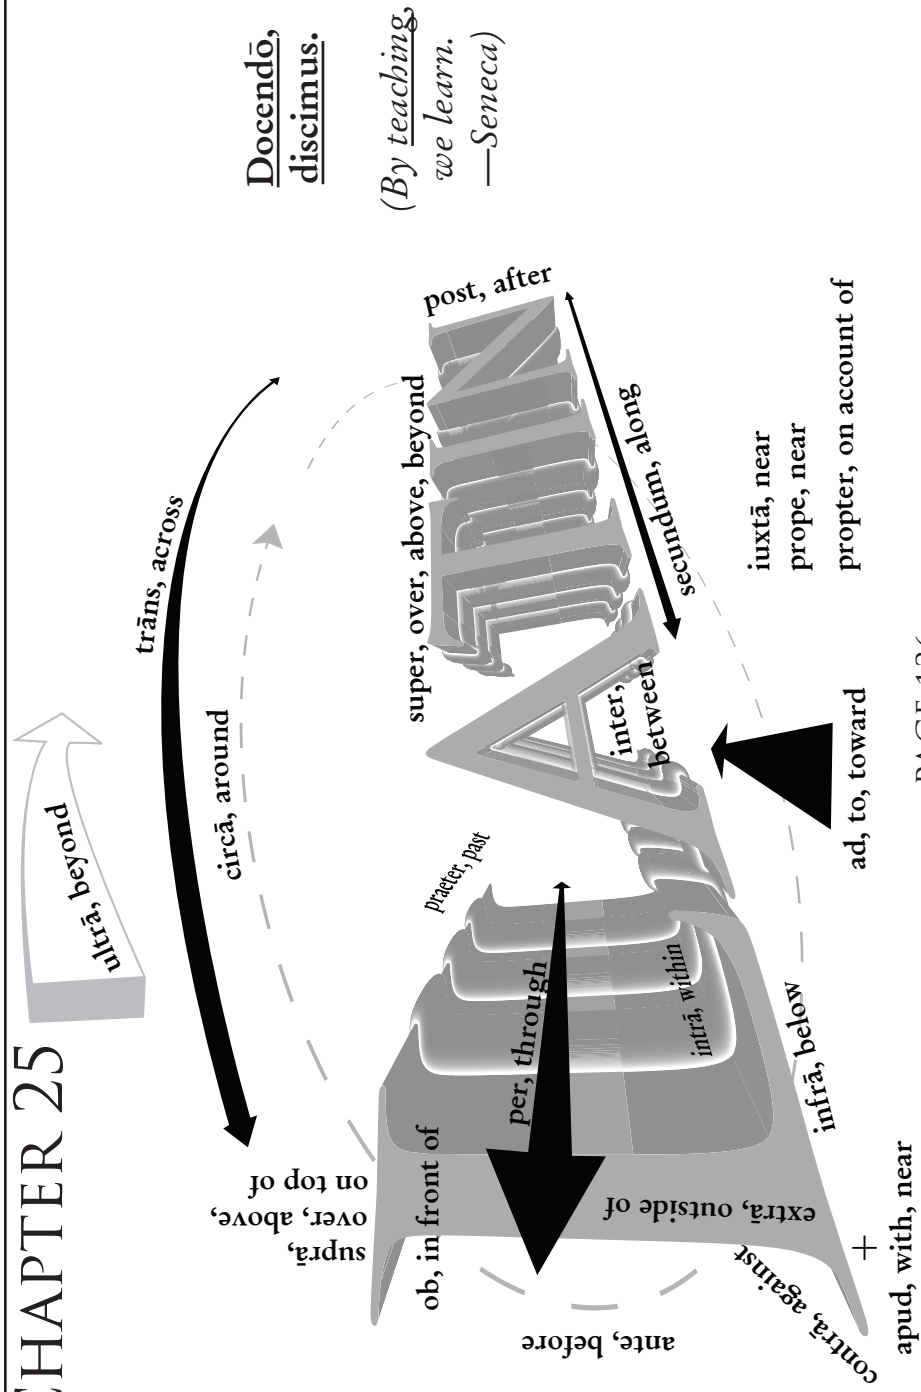 CHAPTER 25
ultrā, beyond
trāns, across
circā, around
suprā,
over, above,
on top of
super, over, above, beyond
post, after
praeter, past
ob, in front of
per, through
inter,
between
intrā, within
secundum, along
ante, before
extrā, outside of
contrā, against
infrā, below
ad, to, toward
iuxtā, near
prope, near
propter, on account of
apud, with, near
Docendō,
discimus.
(By teaching,
we learn.
—Seneca)
LATIN